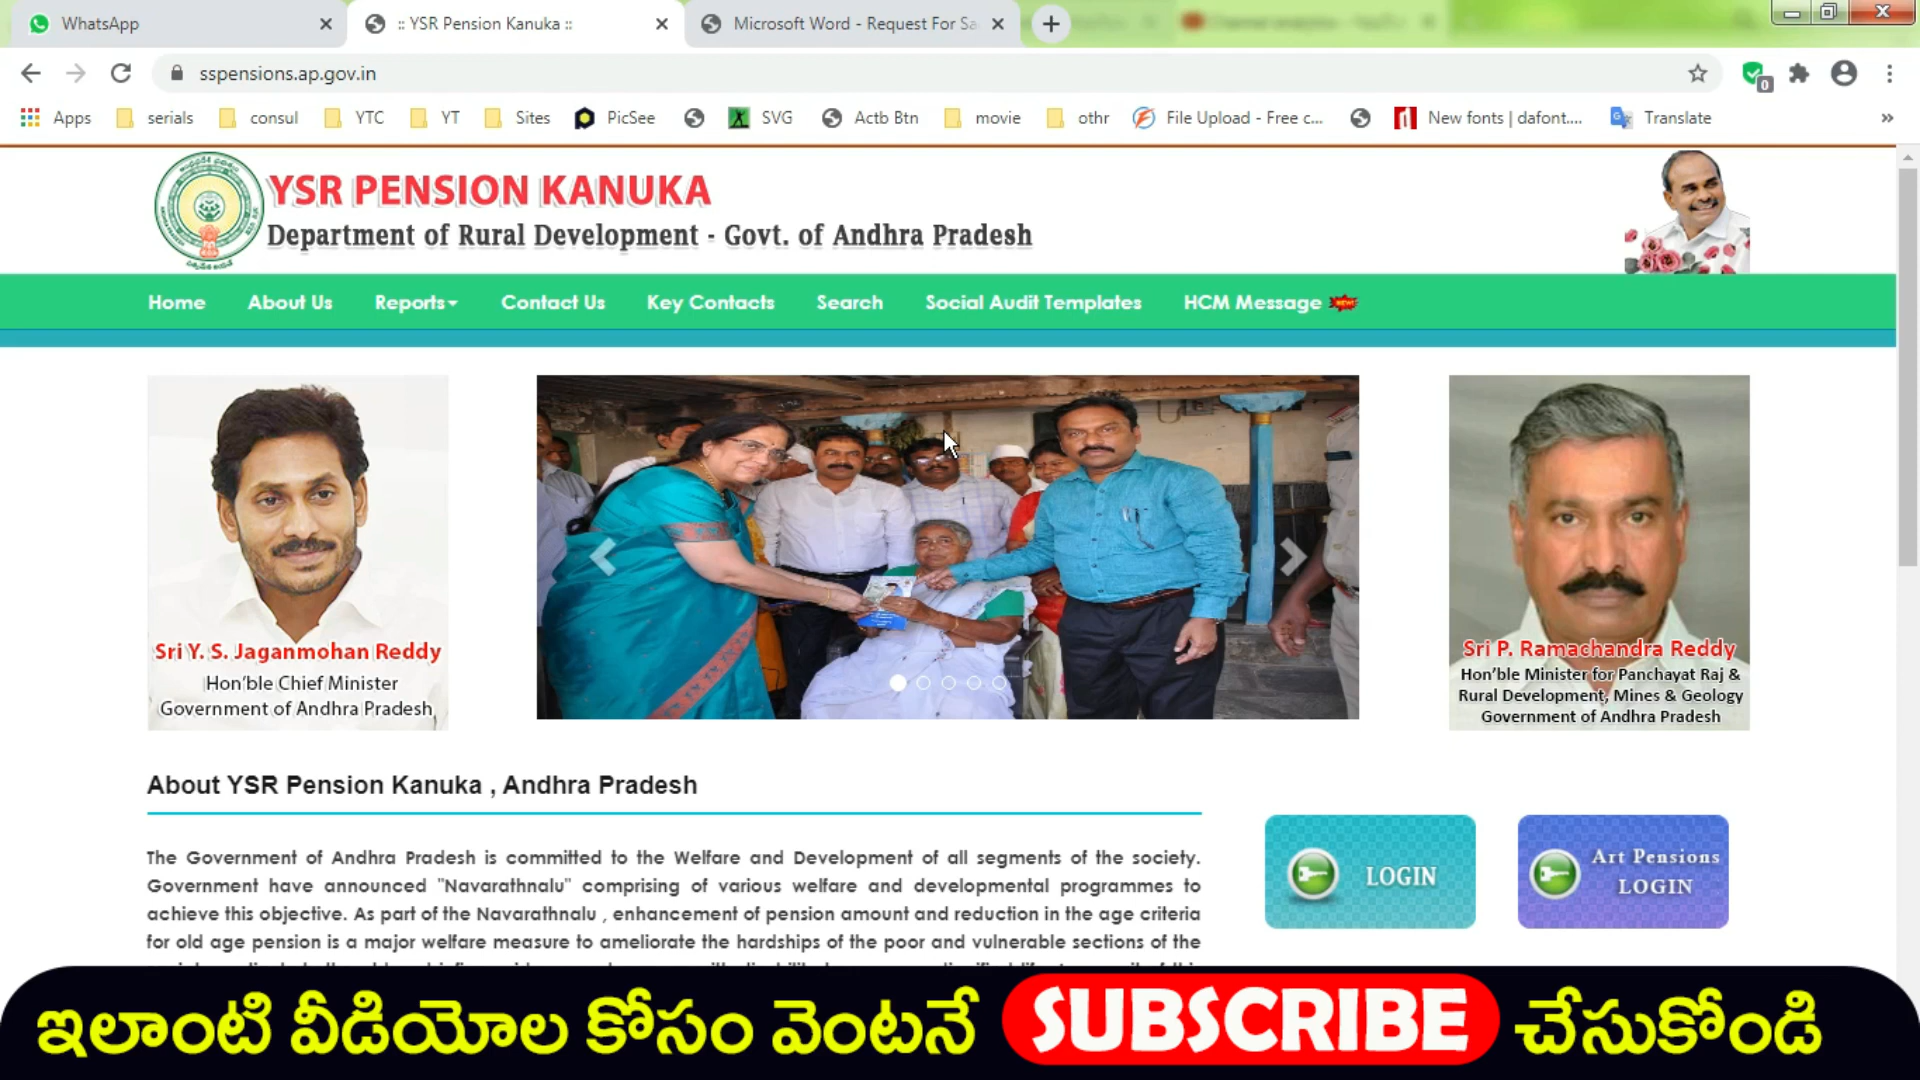 WhatsApp
:: YSR Pension Kanuka ::
Microsoft Word - Request For Sa
sspensions.ap.gov.in
0
Apps
serials
consul
YTC
YT
Sites
PicSee
SVG
Actb Btn
movie
othr
File Upload - Free c...
New fonts | dafont....
Translate
YSR PENSION KANUKA
Department of Rural Development - Govt. of Andhra Pradesh
Home
About Us
Reports
Contact Us
Key Contacts
Search
Social Audit Templates
HCM Message
Sri Y. S. Jaganmohan Reddy
Hon'ble Chief Minister
Government of Andhra Pradesh
Sri P. Ramachandra Reddy
Hon'ble Minister for Panchayat Raj &
Rural Development, Mines & Geology
Government of Andhra Pradesh
About YSR Pension Kanuka , Andhra Pradesh
The Government of Andhra Pradesh is committed to the Welfare and Development of all segments of the society.
Government have announced "Navarathnalu" comprising of various welfare and developmental programmes to
achieve this objective. As part of the Navarathnalu , enhancement of pension amount and reduction in the age criteria
for old age pension is a major welfare measure to ameliorate the hardships of the poor and vulnerable sections of the
LOGIN
Art Pensions
LOGIN
ఇలాంటి వీడియోల కోసం వెంటనే SUBSCRIBE చేసుకోండి